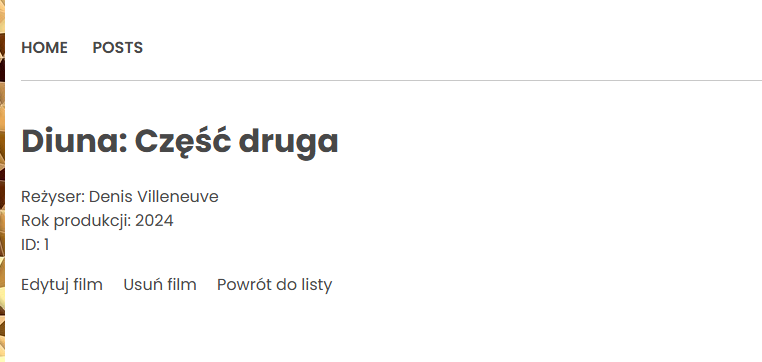 HOME POSTS
Diuna: Część druga
Reżyser: Denis Villeneuve
Rok produkcji: 2024
ID: 1
Edytuj film Usuń film Powrót do listy